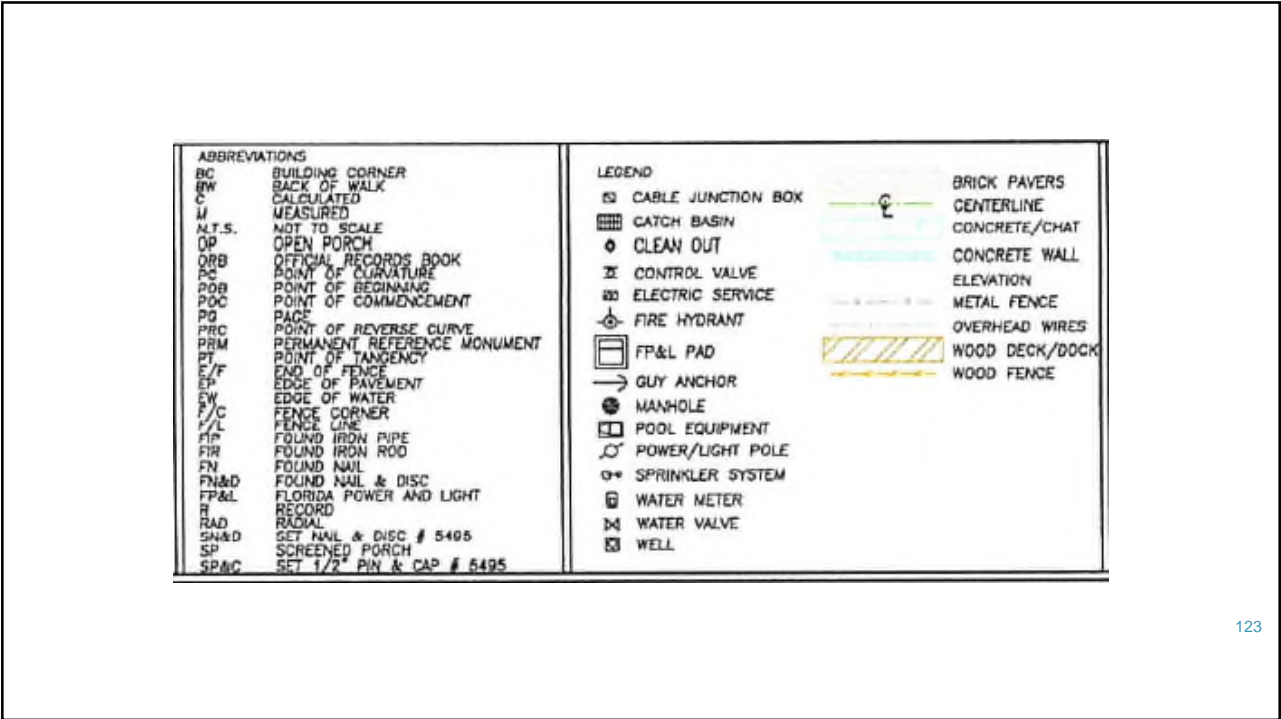 ABBREVIATIONS
BC BUILDING CORNER
BW BACK OF WALK
C CALCULATED
M MEASURED
N.T.S. NOT TO SCALE
OP OPEN PORCH
ORB OFFICIAL RECORDS BOOK
PC POINT OF CURVATURE
POB POINT OF BEGINNING
POC POINT OF COMMENCEMENT
PG PAGE
PRC POINT OF REVERSE CURVE
PRM PERMANENT REFERENCE MONUMENT
PT POINT OF TANGENCY
E/F END OF FENCE
EP EDGE OF PAVEMENT
EW EDGE OF WATER
F/C FENCE CORNER
F/L FENCE LINE
FIP FOUND IRON PIPE
FIR FOUND IRON ROD
FN FOUND NAIL
FN&D FOUND NAIL & DISC
FP&L FLORIDA POWER AND LIGHT
R RECORD
RAD RADIAL
SN&D SET NAIL & DISC # 5495
SP SCREENED PORCH
SP&C SET 1/2" PIN & CAP # 5495
LEGEND
CABLE JUNCTION BOX
CATCH BASIN
CLEAN OUT
CONTROL VALVE
ELECTRIC SERVICE
FIRE HYDRANT
FP&L PAD
GUY ANCHOR
MANHOLE
POOL EQUIPMENT
POWER/LIGHT POLE
SPRINKLER SYSTEM
WATER METER
WATER VALVE
WELL
BRICK PAVERS
CENTERLINE
CONCRETE/CHAT
CONCRETE WALL
ELEVATION
METAL FENCE
OVERHEAD WIRES
WOOD DECK/DOCK
WOOD FENCE
123